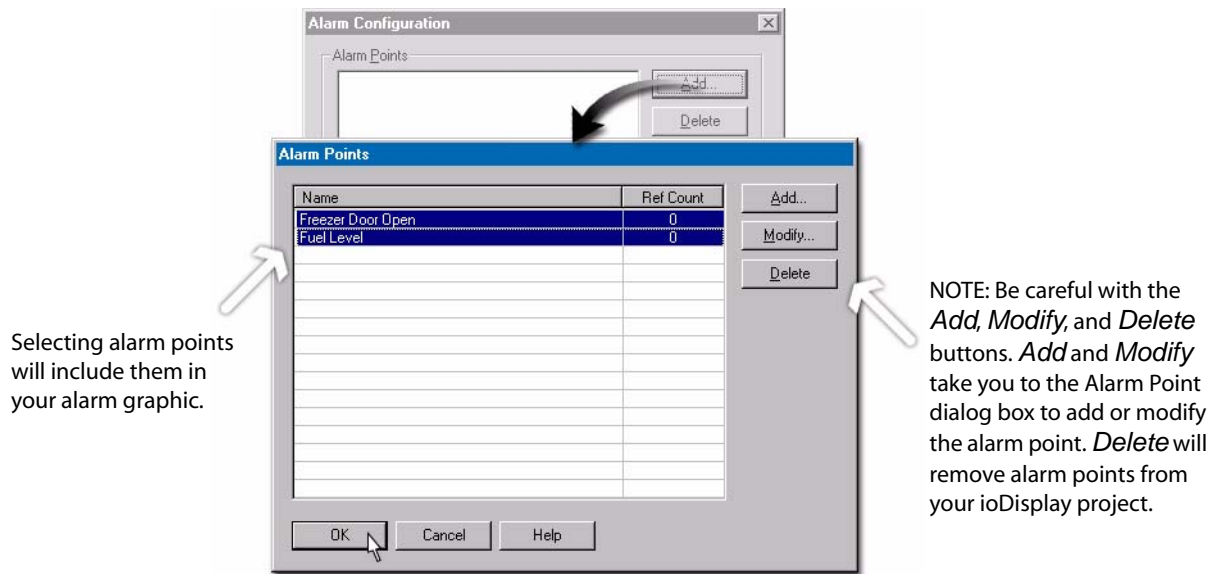 Alarm Configuration
Alarm Points
Add...
Delete
Alarm Points
Name Ref Count
Freezer Door Open 0
Fuel Level 0
Add...
Modify...
Delete
OK Cancel Help
Selecting alarm points
will include them in
your alarm graphic.
NOTE: Be careful with the
Add, Modify, and Delete
buttons. Add and Modify
take you to the Alarm Point
dialog box to add or modify
the alarm point. Delete will
remove alarm points from
your ioDisplay project.